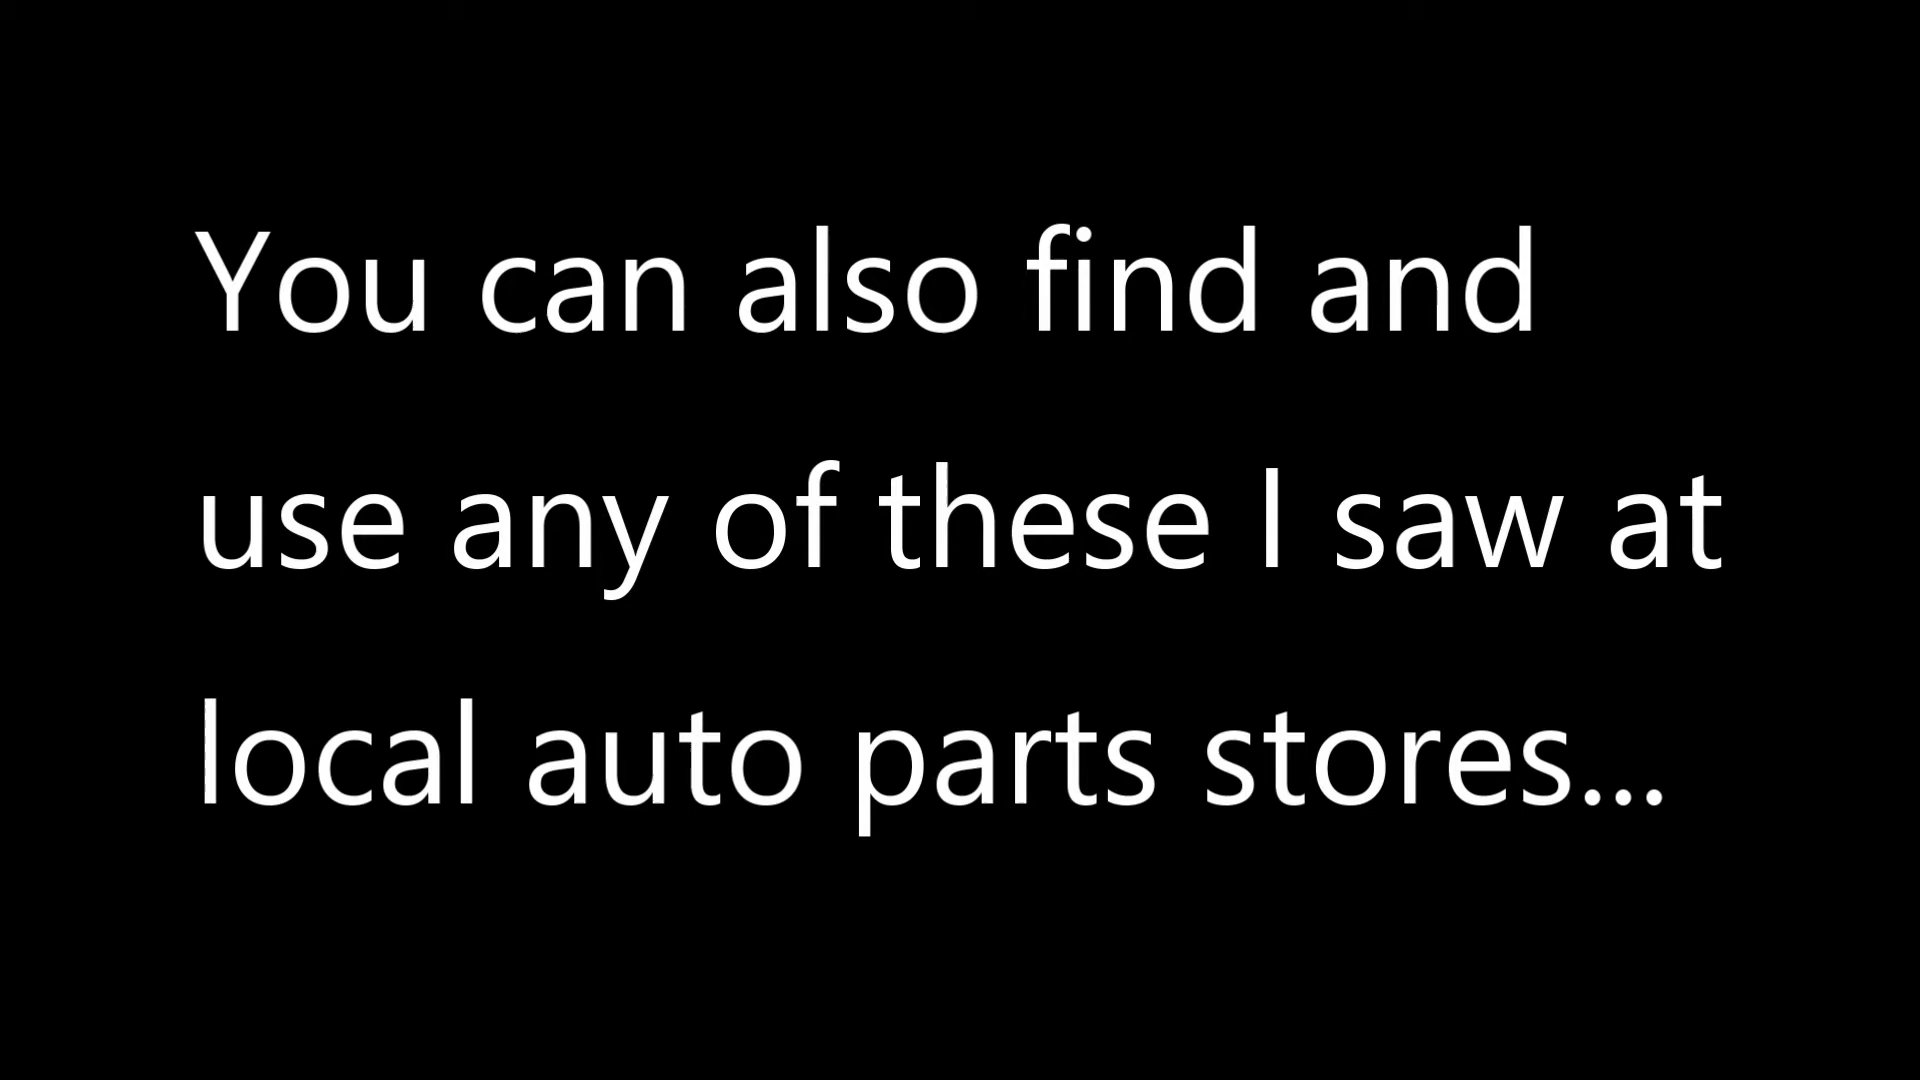 You can also find and
use any of these I saw at
local auto parts stores...